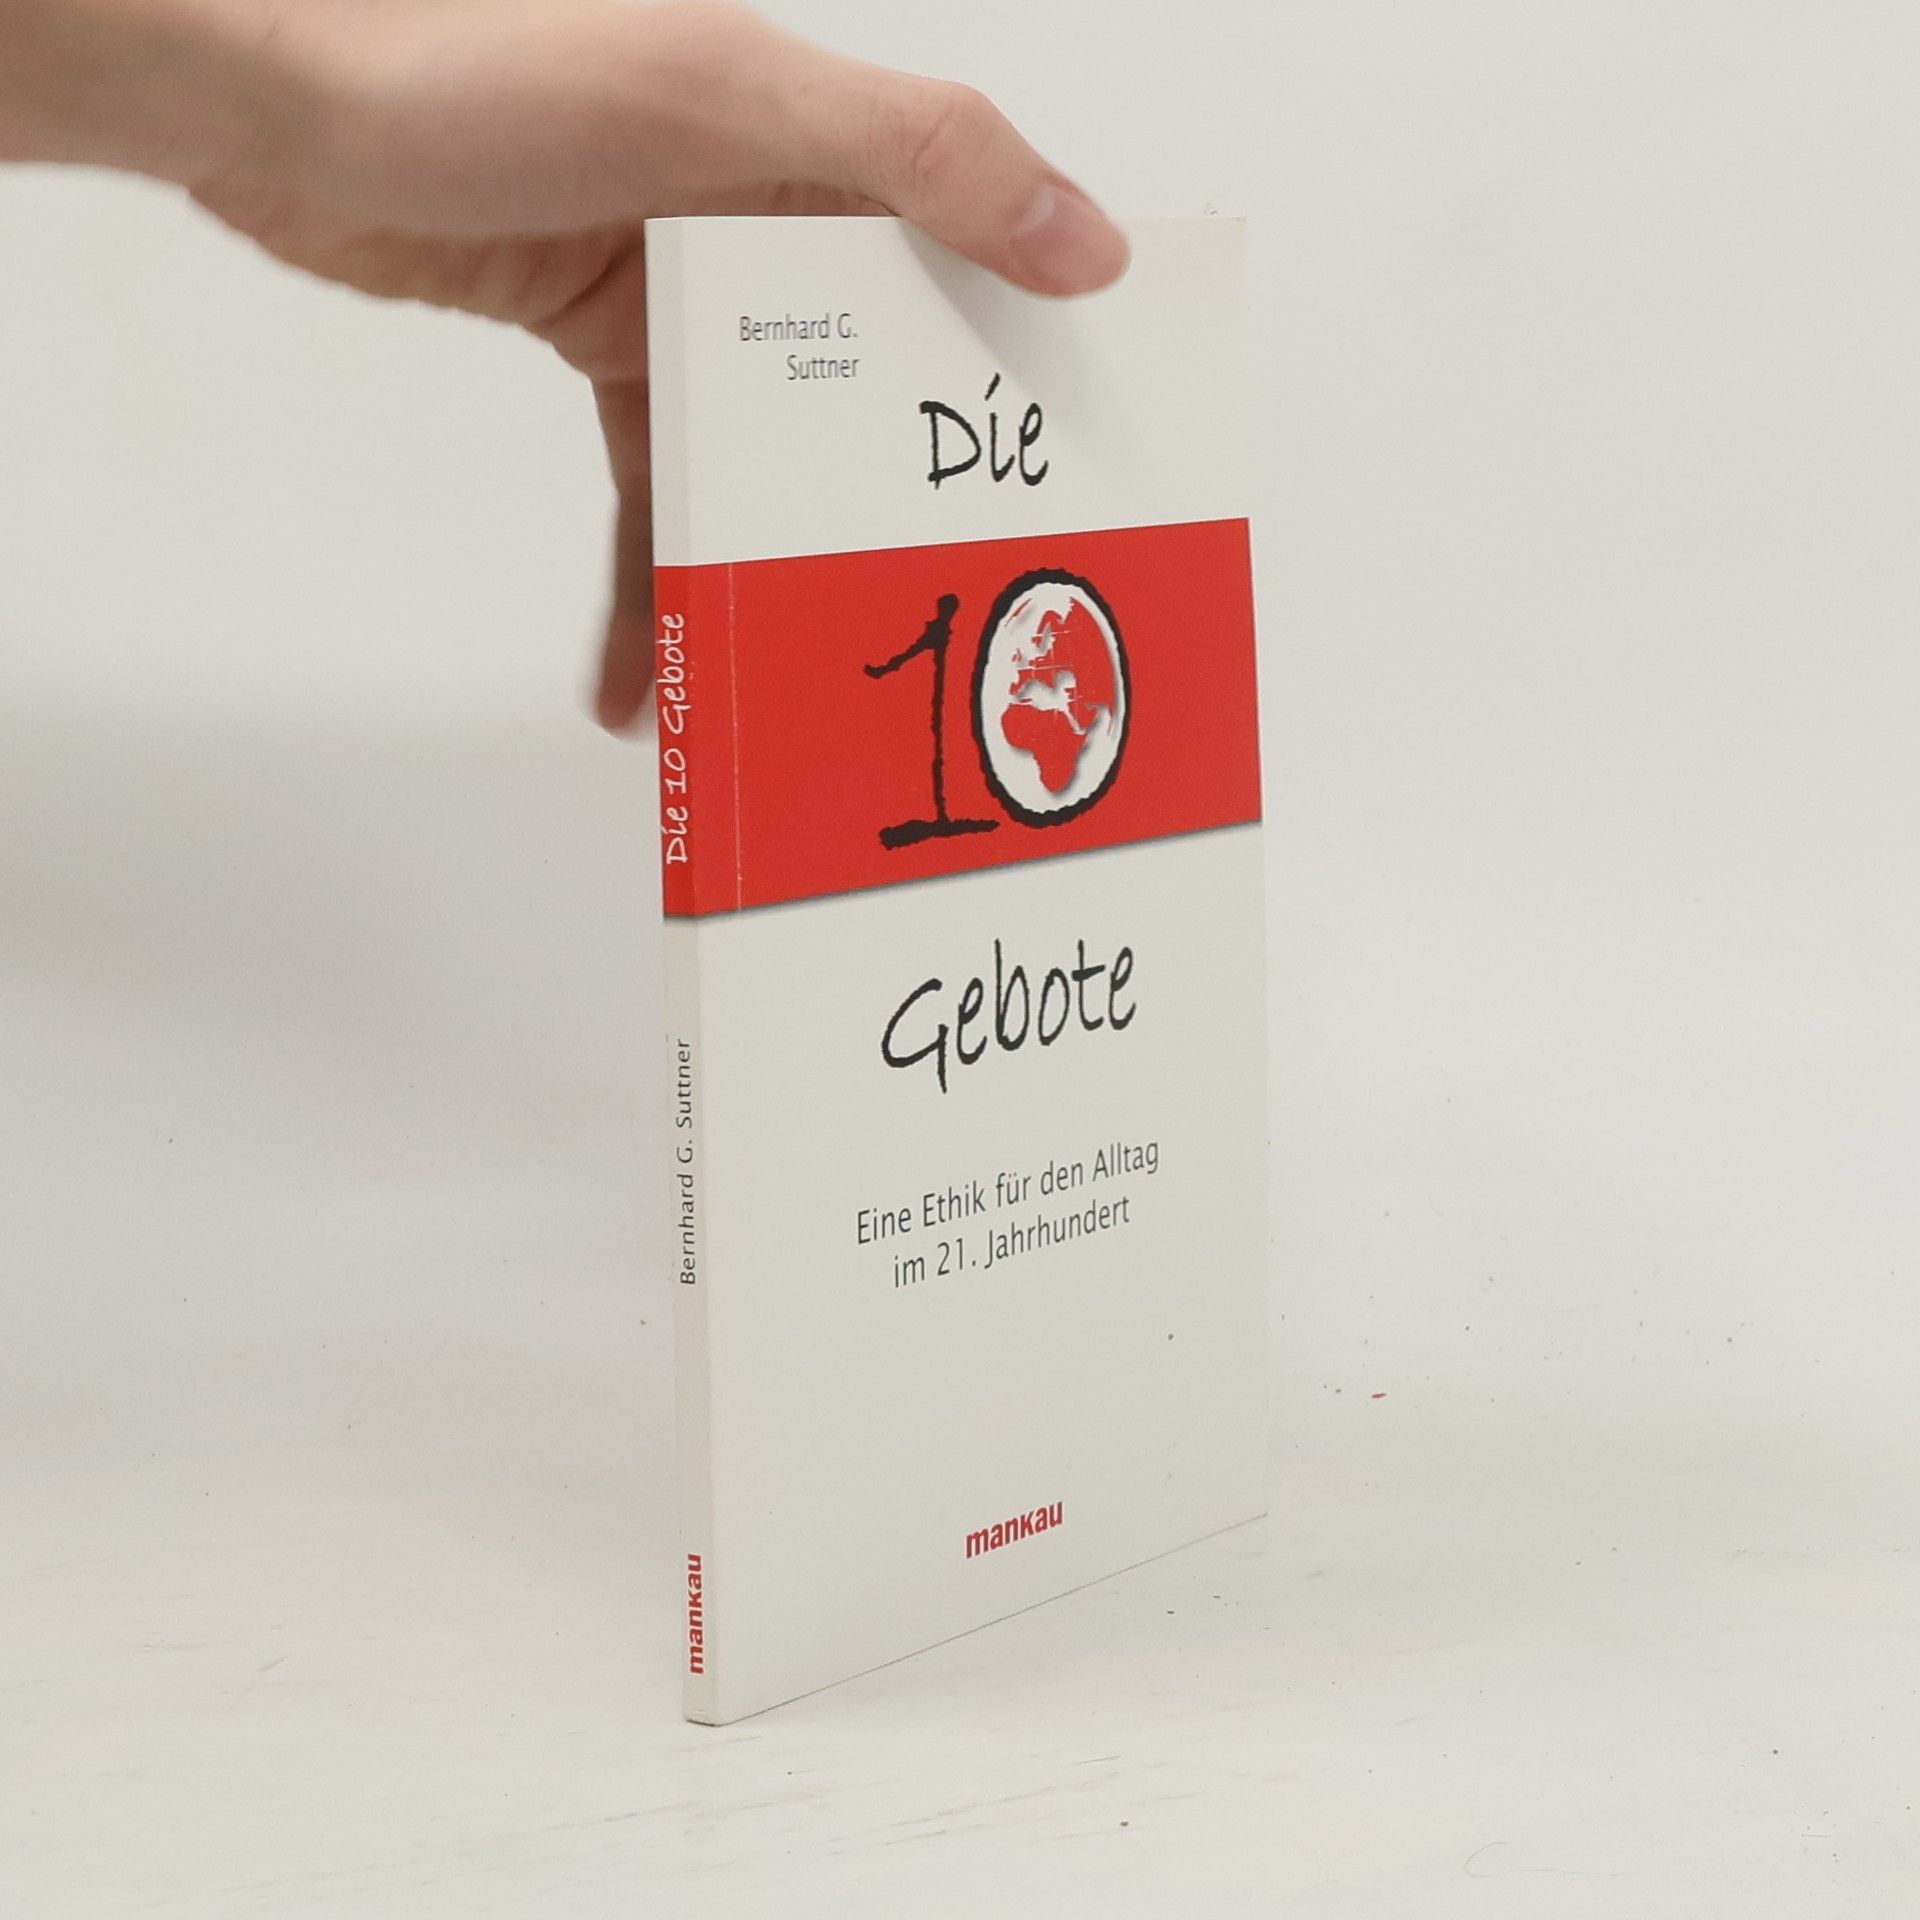 Bernhard G.
Suttner
Die
10
Gebote
Eine Ethik für den Alltag
im 21. Jahrhundert
mankau
Die 10 Gebote
Bernhard G. Suttner
mankau